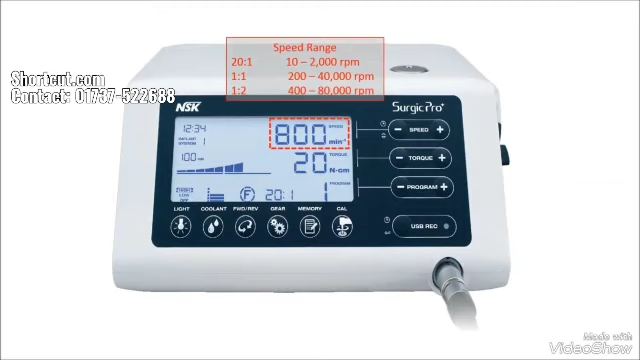 Speed Range
20:1 10 – 2,000 rpm
1:1 200 – 40,000 rpm
1:2 400 – 80,000 rpm
Shortcut.com
Contact: 01737-522688
NSK
Surgic Pro+
12:34
IMPLANT SYSTEM 1
800 SPEED min-1
100 mm
20 TORQUE N·cm
F 20:1 1 PROGRAM
LIGHT COOLANT FWD/REV GEAR MEMORY CAL
– SPEED +
– TORQUE +
– PROGRAM +
USB REC
Made with
VideoShow